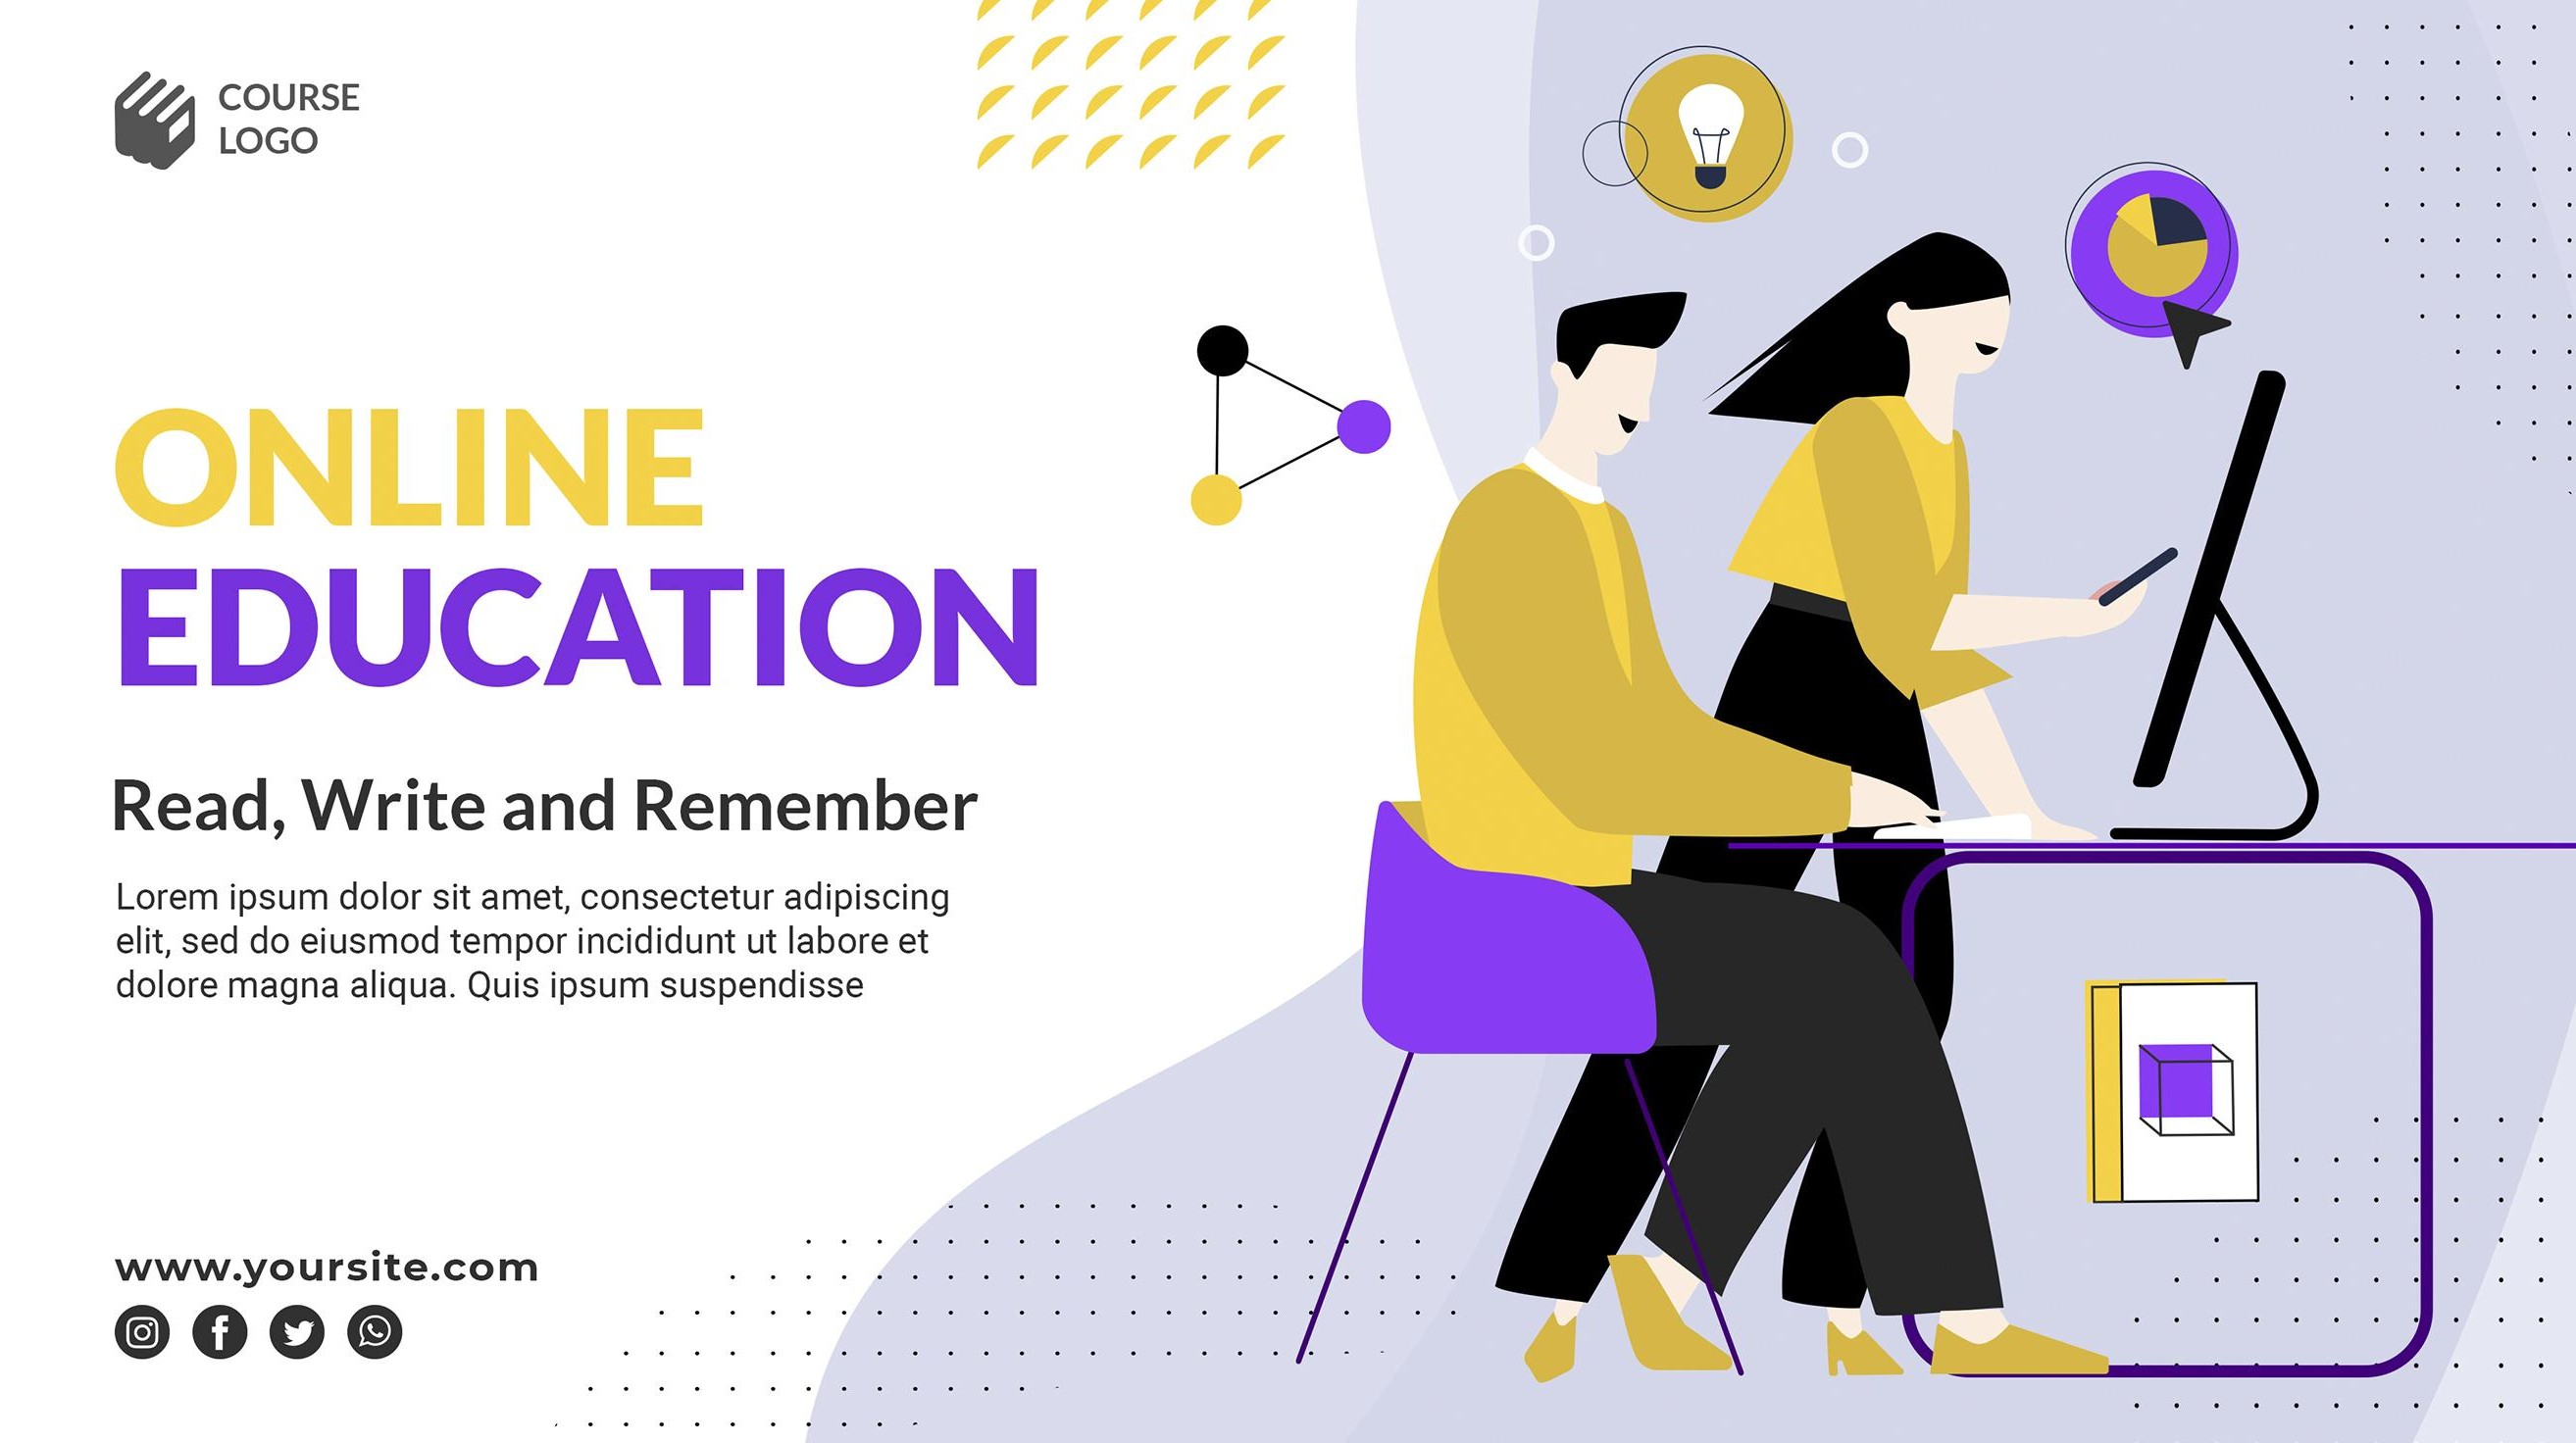 COURSE
LOGO
ONLINE
EDUCATION
Read, Write and Remember
Lorem ipsum dolor sit amet, consectetur adipiscing
elit, sed do eiusmod tempor incididunt ut labore et
dolore magna aliqua. Quis ipsum suspendisse
www.yoursite.com